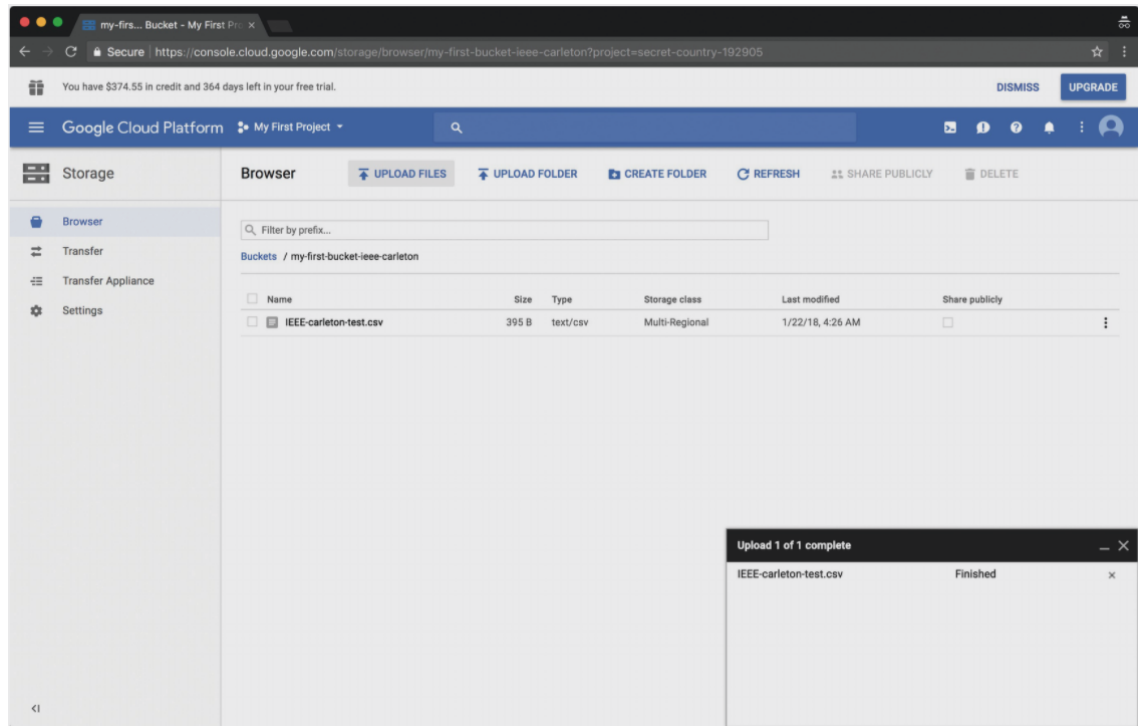 my-firs... Bucket - My First Pro
Secure https://console.cloud.google.com/storage/browser/my-first-bucket-ieee-carleton?project=secret-country-192905
You have $374.55 in credit and 364 days left in your free trial. DISMISS UPGRADE
Google Cloud Platform My First Project
Storage Browser UPLOAD FILES UPLOAD FOLDER CREATE FOLDER REFRESH SHARE PUBLICLY DELETE
Browser
Transfer
Transfer Appliance
Settings
Filter by prefix...
Buckets / my-first-bucket-ieee-carleton
Name Size Type Storage class Last modified Share publicly
IEEE-carleton-test.csv 395 B text/csv Multi-Regional 1/22/18, 4:26 AM
Upload 1 of 1 complete
IEEE-carleton-test.csv Finished